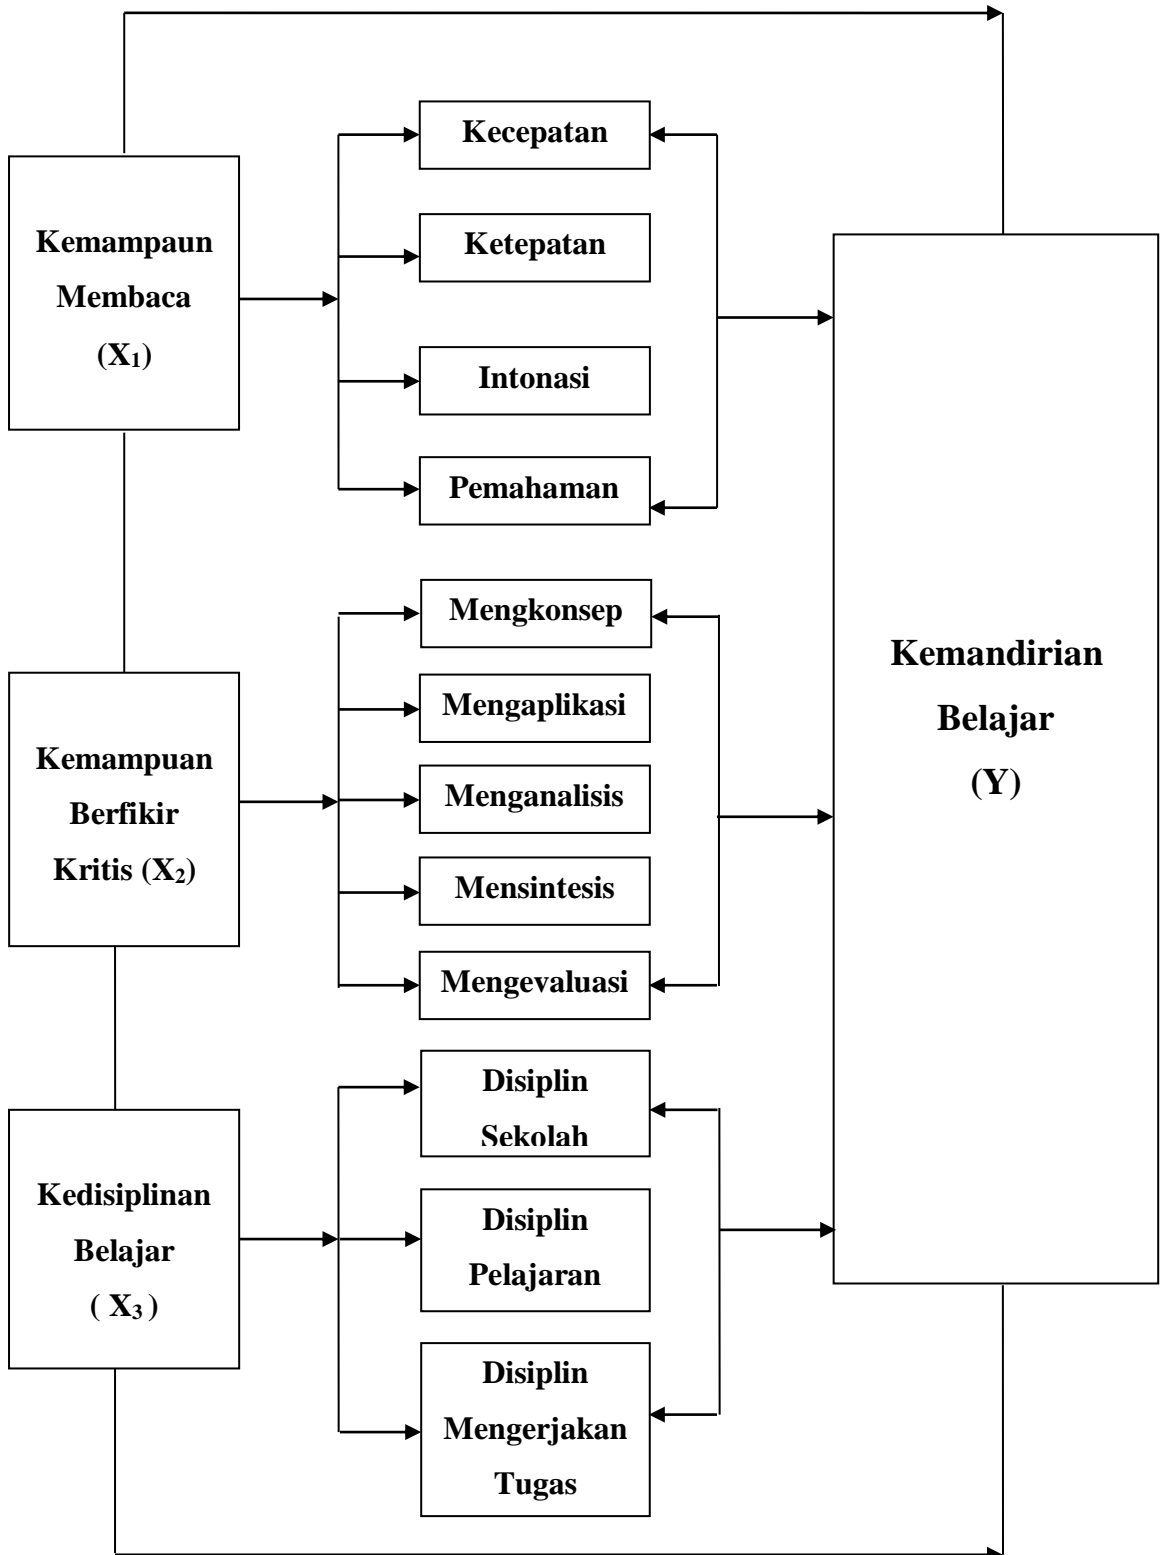 Kemampaun
Membaca
(X₁)
Kecepatan
Ketepatan
Intonasi
Pemahaman
Kemampuan
Berfikir
Kritis (X₂)
Mengkonsep
Mengaplikasi
Menganalisis
Mensintesis
Mengevaluasi
Kedisiplinan
Belajar
( X₃ )
Disiplin
Sekolah
Disiplin
Pelajaran
Disiplin
Mengerjakan
Tugas
Kemandirian
Belajar
(Y)